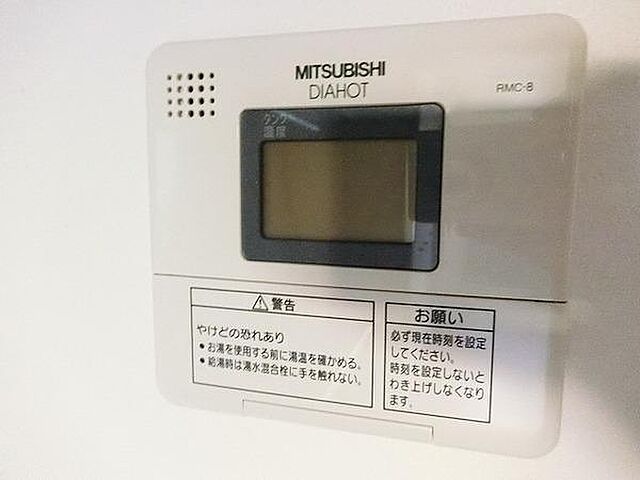 MITSUBISHI
DIAHOT
RMC-8
タンク
温度
警告
やけどの恐れあり
● お湯を使用する前に湯温を確かめる。
● 給湯時は湯水混合栓に手を触れない。
お願い
必ず現在時刻を設定
してください。
時刻を設定しないと
わき上げしなくなり
ます。